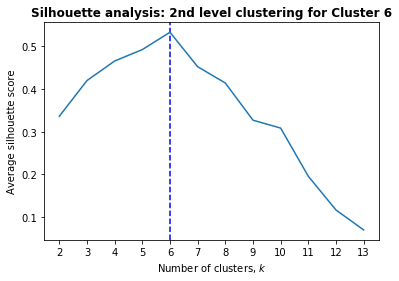 Silhouette analysis: 2nd level clustering for Cluster 6
Average silhouette score
0.5
0.4
0.3
0.2
0.1
2 3 4 5 6 7 8 9 10 11 12 13
Number of clusters, k